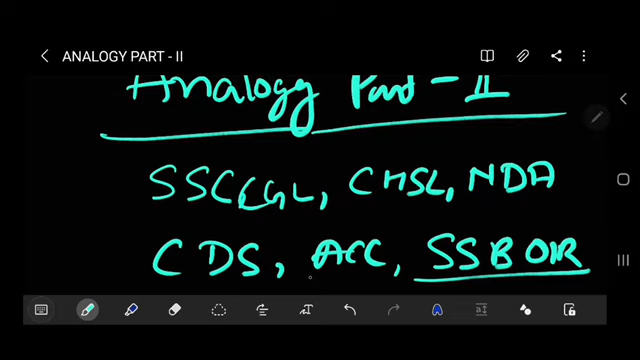 ANALOGY PART - II
Analogy Part - II
SSC CGL, CHSL, NDA
CDS, ACC, SSB OIR